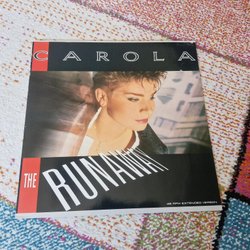 CAROLA
THE
RUNAWAY
45 RPM EXTENDED VERSION